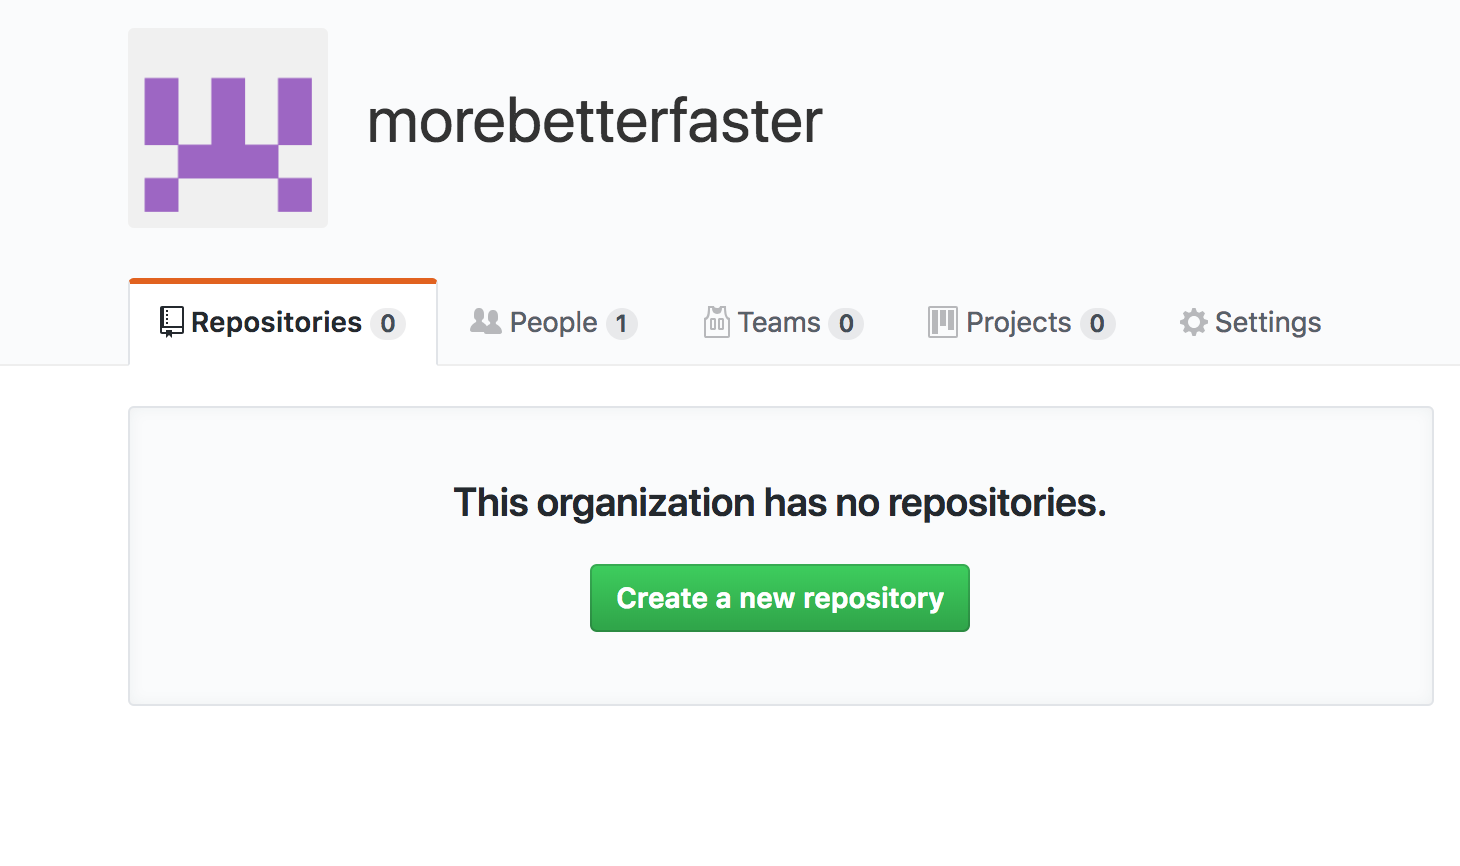 morebetterfaster
Repositories 0 People 1 Teams 0 Projects 0 Settings
This organization has no repositories.
Create a new repository